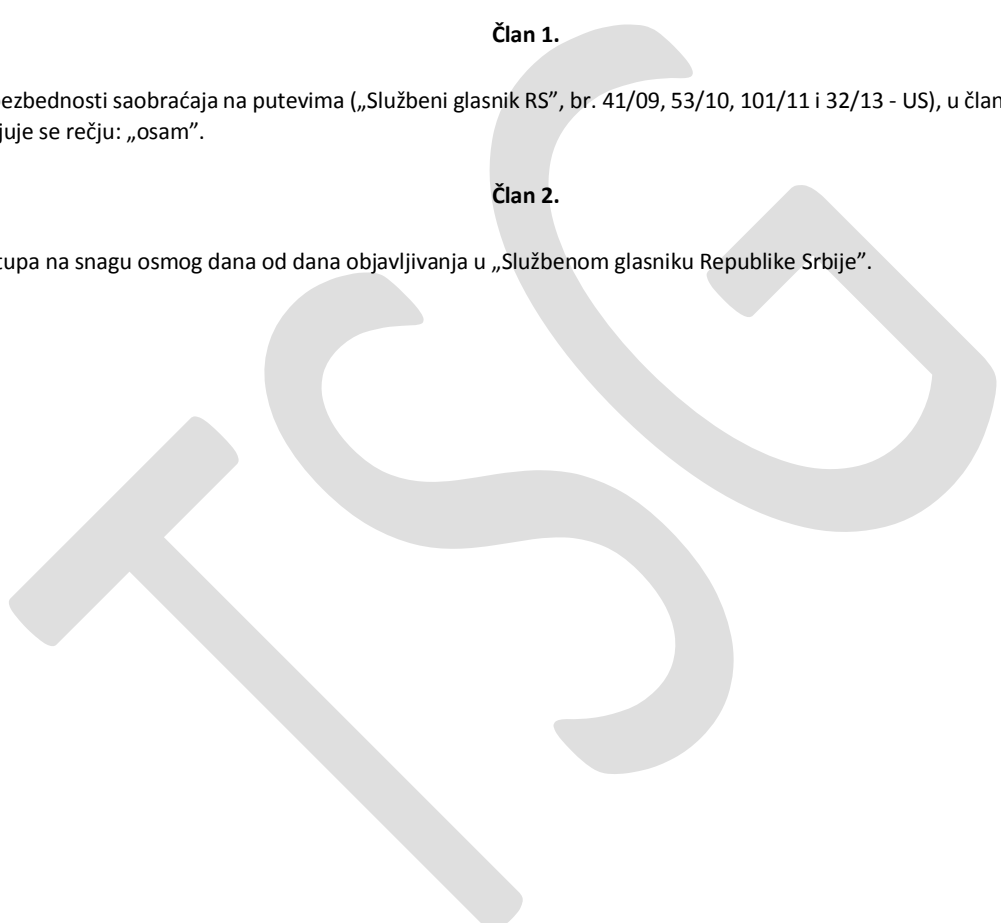 Član 1.
ezbednosti saobraćaja na putevima („Službeni glasnik RS”, br. 41/09, 53/10, 101/11 i 32/13 - US), u član
juje se rečju: „osam”.
Član 2.
tupa na snagu osmog dana od dana objavljivanja u „Službenom glasniku Republike Srbije”.
TSG